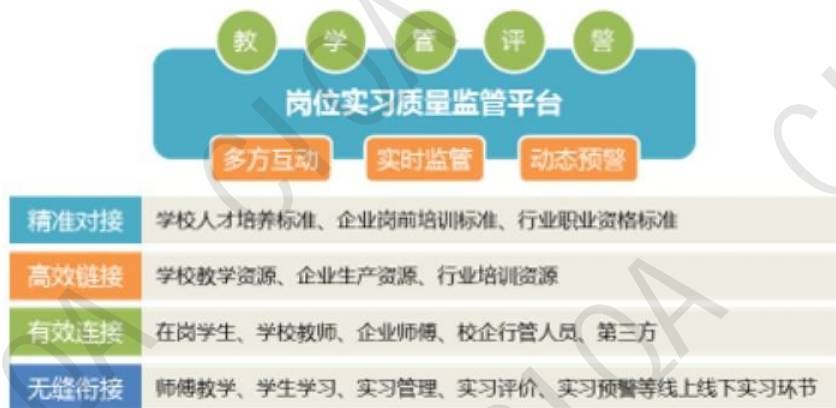 教 学 管 评 警
岗位实习质量监管平台
多方互动 实时监管 动态预警
精准对接 学校人才培养标准、企业岗前培训标准、行业职业资格标准
高效链接 学校教学资源、企业生产资源、行业培训资源
有效连接 在岗学生、学校教师、企业师傅、校企行管人员、第三方
无缝衔接 师傅教学、学生学习、实习管理、实习评价、实习预警等线上线下实习环节